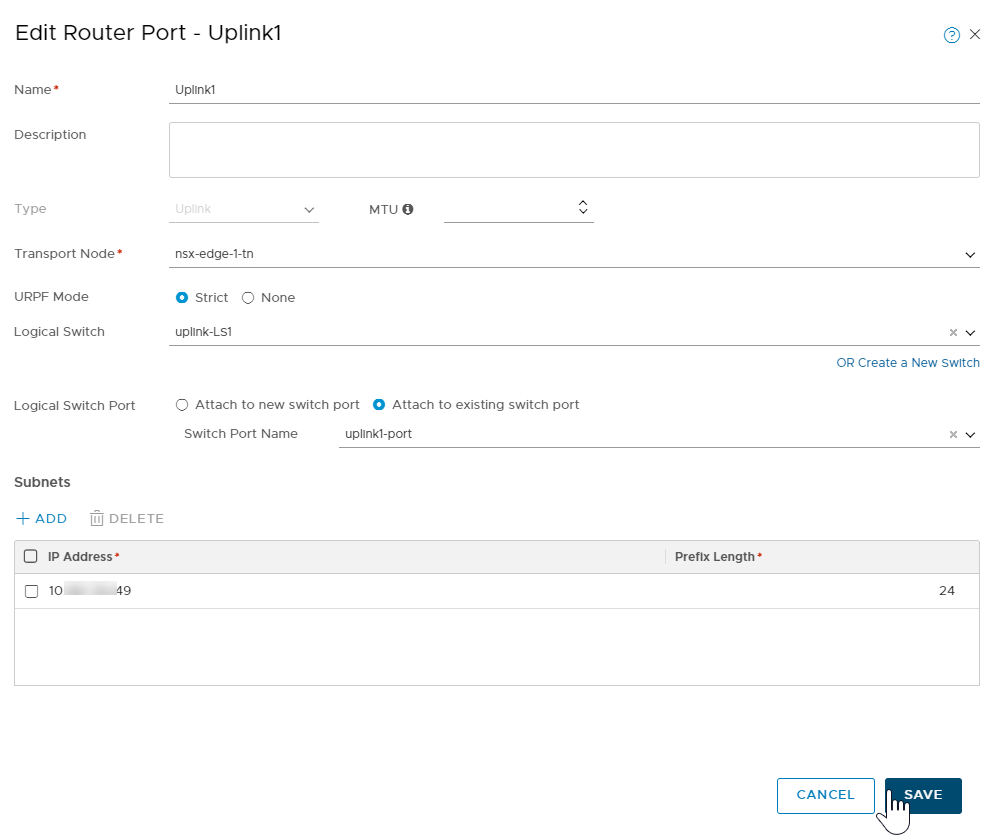 Edit Router Port - Uplink1
Name*
Uplink1
Description
Type
Uplink
MTU
Transport Node*
nsx-edge-1-tn
URPF Mode
Strict
None
Logical Switch
uplink-LS1
OR Create a New Switch
Logical Switch Port
Attach to new switch port
Attach to existing switch port
Switch Port Name
uplink1-port
Subnets
+ ADD
DELETE
IP Address*
Prefix Length*
10
49
24
CANCEL
SAVE